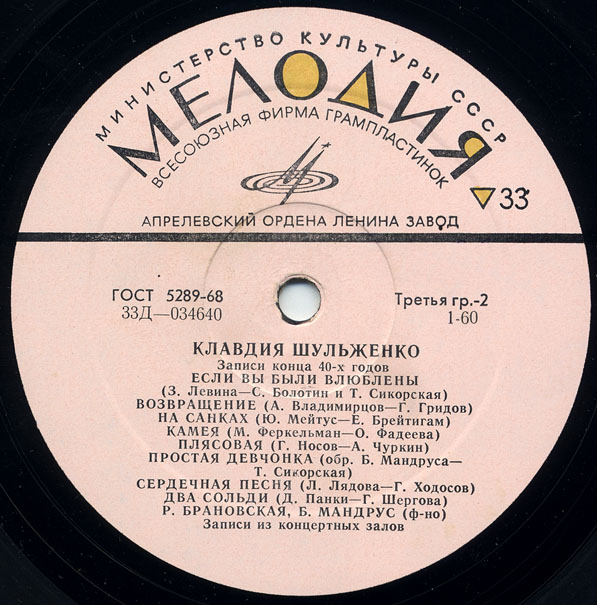 МИНИСТЕРСТВО КУЛЬТУРЫ СССР
МЕЛОДИЯ
ВСЕСОЮЗНАЯ ФИРМА ГРАМПЛАСТИНОК
33
АПРЕЛЕВСКИЙ ОРДЕНА ЛЕНИНА ЗАВОД
ГОСТ 5289-68
33Д—034640
Третья гр.-2
1-60
КЛАВДИЯ ШУЛЬЖЕНКО
Записи конца 40-х годов
ЕСЛИ ВЫ БЫЛИ ВЛЮБЛЕНЫ
(З. Левина—С. Болотин и Т. Сикорская)
ВОЗВРАЩЕНИЕ (А. Владимирцов—Г. Гридов)
НА САНКАХ (Ю. Мейтус—Е. Брейтигам)
КАМЕЯ (М. Феркельман—О. Фадеева)
ПЛЯСОВАЯ (Г. Носов—А. Чуркин)
ПРОСТАЯ ДЕВЧОНКА (обр. Б. Мандруса—
Т. Сикорская)
СЕРДЕЧНАЯ ПЕСНЯ (Л. Лядова—Г. Ходосов)
ДВА СОЛЬДИ (Д. Панки—Г. Шергова)
Р. БРАНОВСКАЯ, Б. МАНДРУС (ф-но)
Записи из концертных залов